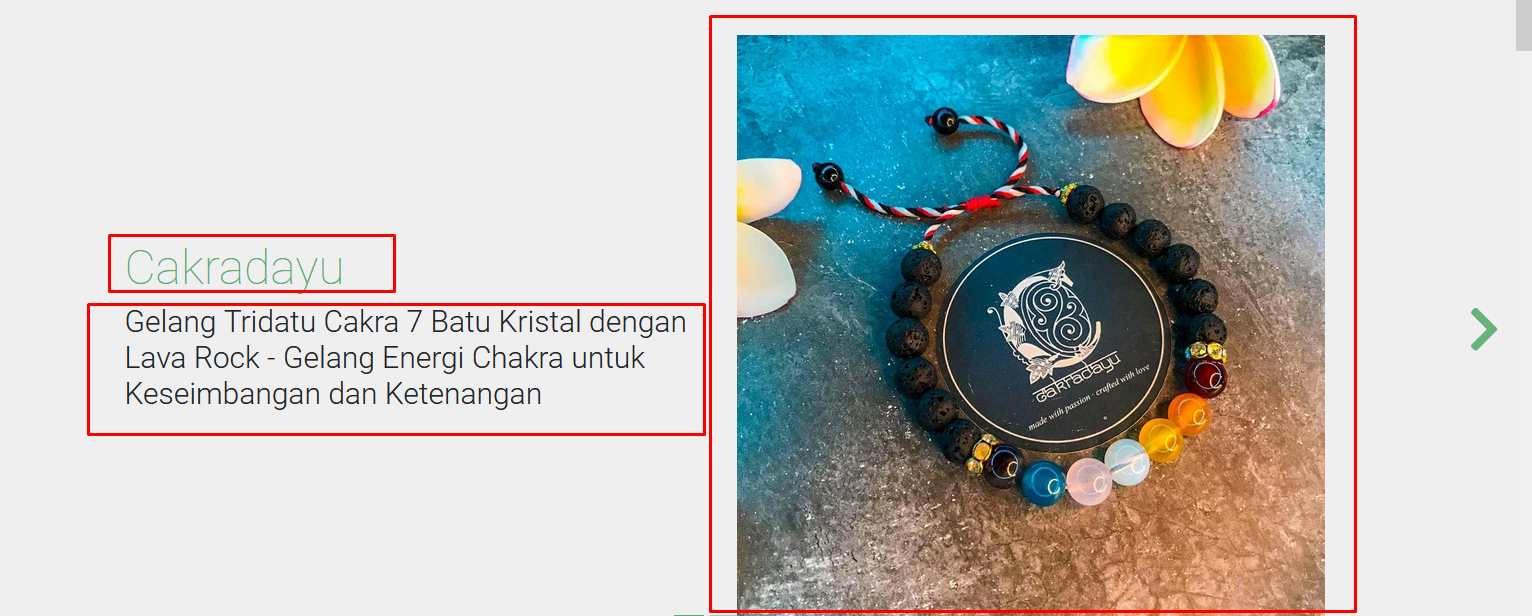 Cakradayu
Gelang Tridatu Cakra 7 Batu Kristal dengan
Lava Rock - Gelang Energi Chakra untuk
Keseimbangan dan Ketenangan
cakradayu
made with passion - crafted with love